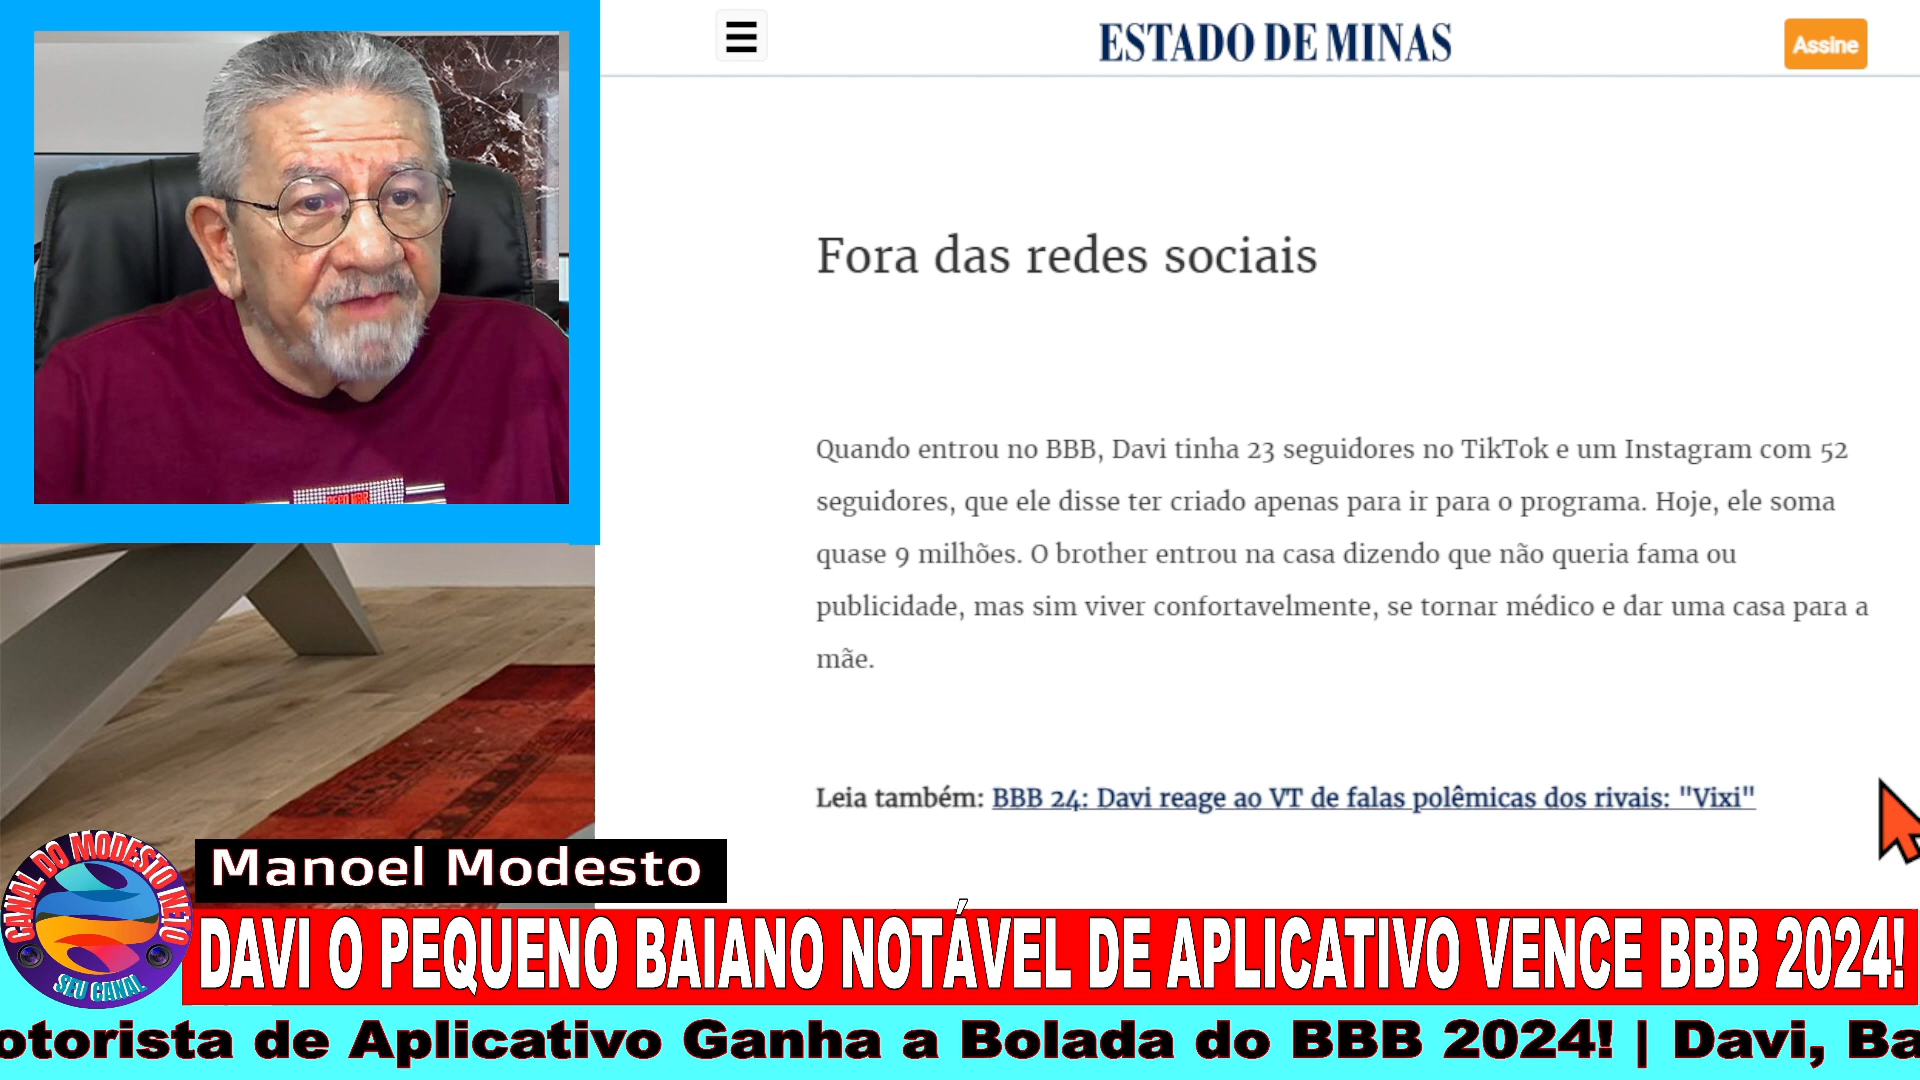 ESTADO DE MINAS
Assine
Fora das redes sociais
Quando entrou no BBB, Davi tinha 23 seguidores no TikTok e um Instagram com 52
seguidores, que ele disse ter criado apenas para ir para o programa. Hoje, ele soma
quase 9 milhões. O brother entrou na casa dizendo que não queria fama ou
publicidade, mas sim viver confortavelmente, se tornar médico e dar uma casa para a
mãe.
Leia também: BBB 24: Davi reage ao VT de falas polêmicas dos rivais: "Vixi"
Manoel Modesto
CANAL DO MODESTO NETO
SEU CANAL
DAVI O PEQUENO BAIANO NOTÁVEL DE APLICATIVO VENCE BBB 2024!
otorista de Aplicativo Ganha a Bolada do BBB 2024! | Davi, Ba